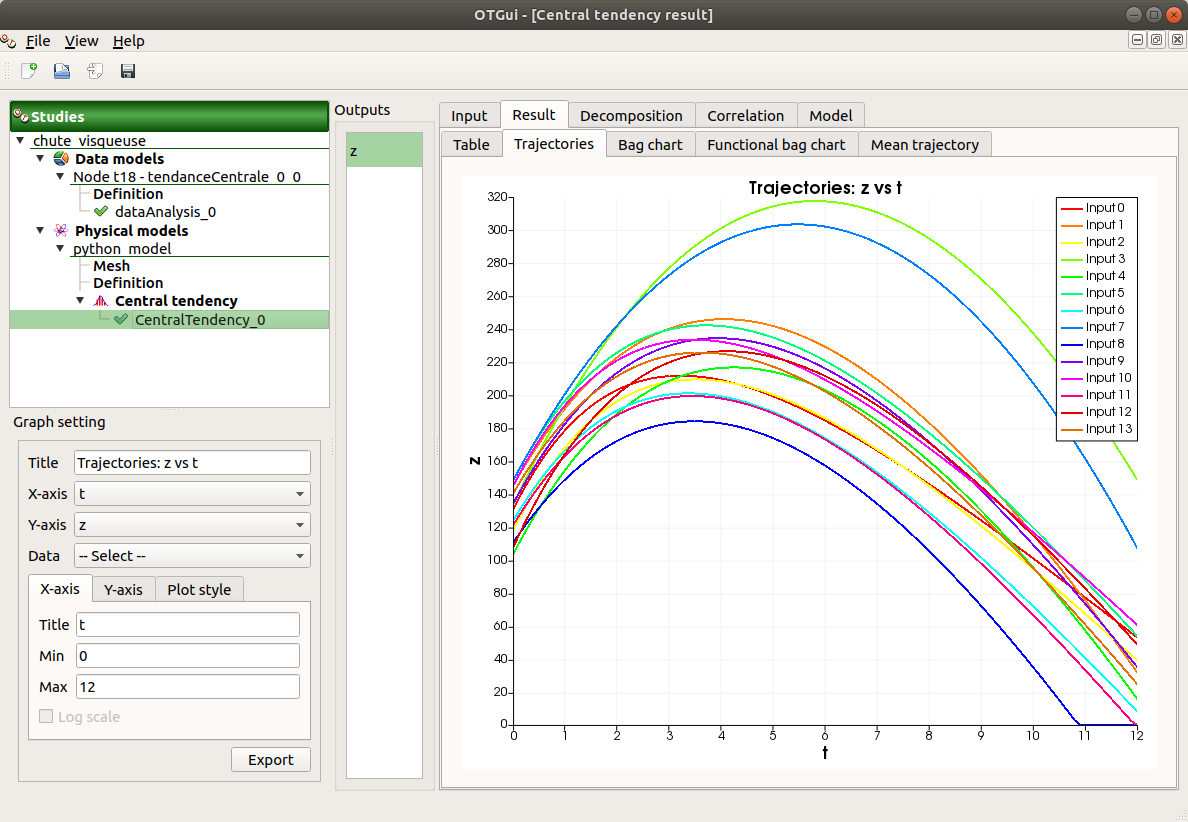 OTGui - [Central tendency result]
File View Help
Studies
chute_visqueuse
Data models
Node t18 - tendanceCentrale_0_0
Definition
dataAnalysis_0
Physical models
python_model
Mesh
Definition
Central tendency
CentralTendency_0
Graph setting
Title Trajectories: z vs t
X-axis t
Y-axis z
Data -- Select --
X-axis Y-axis Plot style
Title t
Min 0
Max 12
Log scale
Export
Outputs
z
Input Result Decomposition Correlation Model
Table Trajectories Bag chart Functional bag chart Mean trajectory
Trajectories: z vs t
320
300
280
260
240
220
200
180
160
140
120
100
80
60
40
20
0
z
0 1 2 3 4 5 6 7 8 9 10 11 12
t
Input 0
Input 1
Input 2
Input 3
Input 4
Input 5
Input 6
Input 7
Input 8
Input 9
Input 10
Input 11
Input 12
Input 13